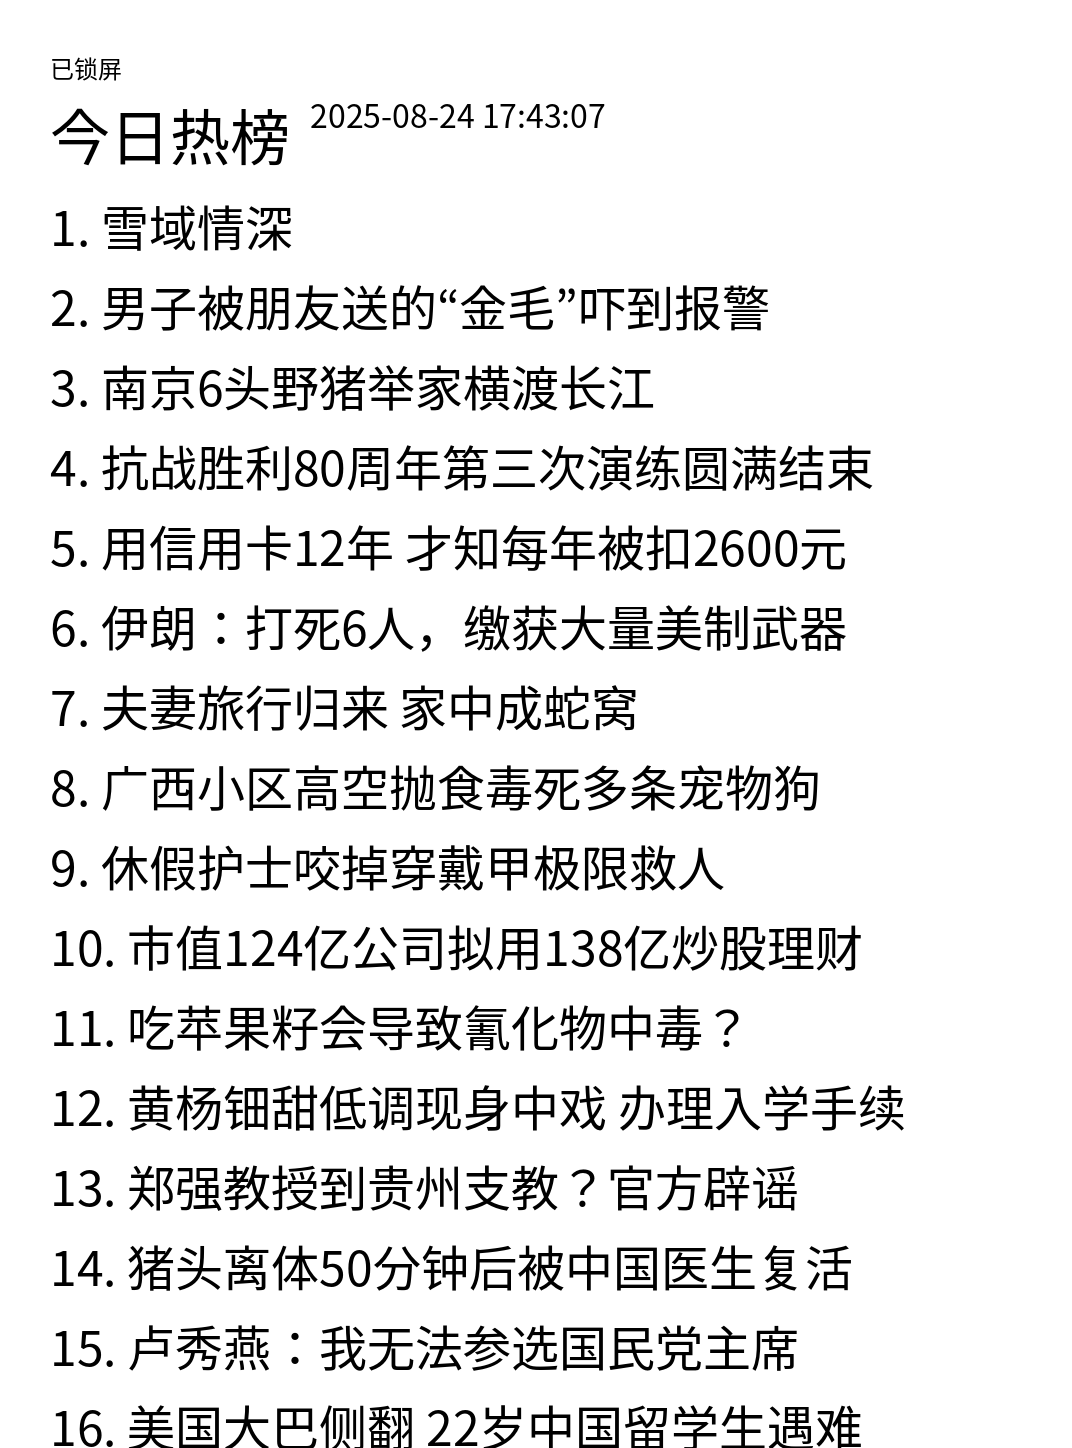 已锁屏
今日热榜 2025-08-24 17:43:07
1. 雪域情深
2. 男子被朋友送的“金毛”吓到报警
3. 南京6头野猪举家横渡长江
4. 抗战胜利80周年第三次演练圆满结束
5. 用信用卡12年 才知每年被扣2600元
6. 伊朗：打死6人，缴获大量美制武器
7. 夫妻旅行归来 家中成蛇窝
8. 广西小区高空抛食毒死多条宠物狗
9. 休假护士咬掉穿戴甲极限救人
10. 市值124亿公司拟用138亿炒股理财
11. 吃苹果籽会导致氰化物中毒？
12. 黄杨钿甜低调现身中戏 办理入学手续
13. 郑强教授到贵州支教？官方辟谣
14. 猪头离体50分钟后被中国医生复活
15. 卢秀燕：我无法参选国民党主席
16. 美国大巴侧翻 22岁中国留学生遇难